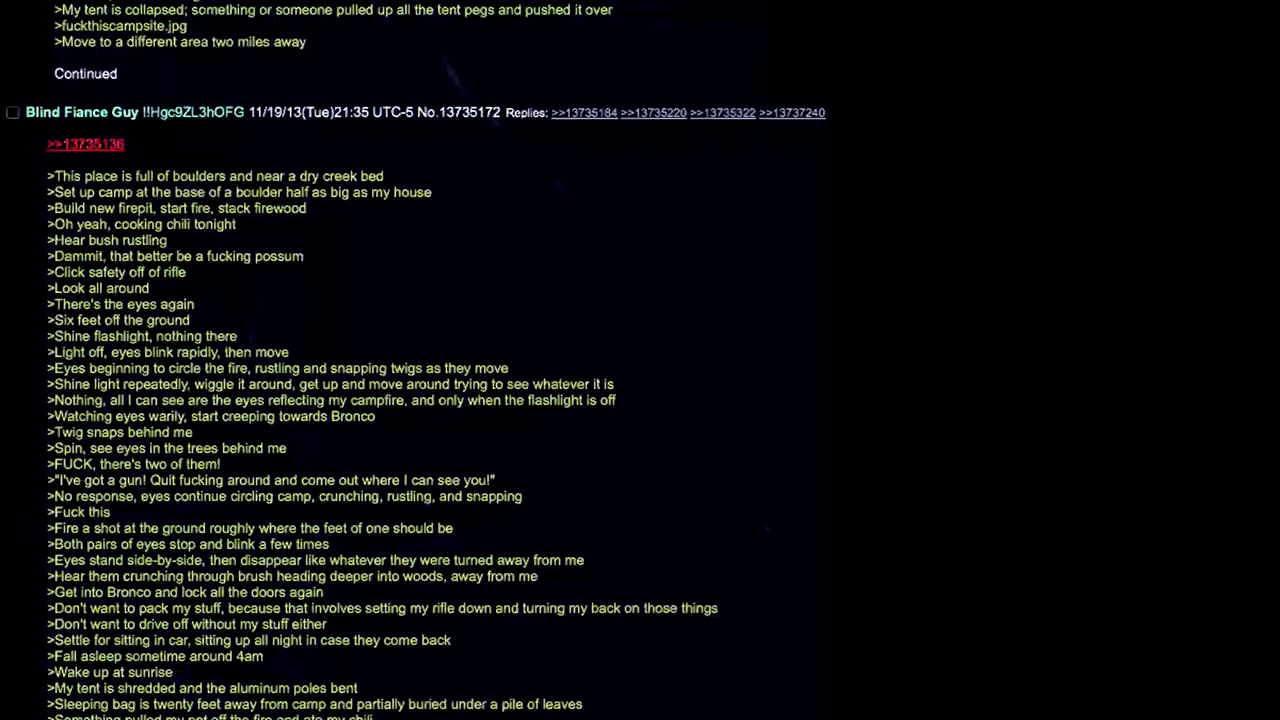 >My tent is collapsed; something or someone pulled up all the tent pegs and pushed it over
>fuckthiscampsite.jpg
>Move to a different area two miles away
Continued
Blind Fiance Guy !!Hgc9ZL3hOFG 11/19/13(Tue)21:35 UTC-5 No.13735172 Replies: >>13735184 >>13735220 >>13735322 >>13737240
>>13735136
>This place is full of boulders and near a dry creek bed
>Set up camp at the base of a boulder half as big as my house
>Build new firepit, start fire, stack firewood
>Oh yeah, cooking chili tonight
>Hear bush rustling
>Dammit, that better be a fucking possum
>Click safety off of rifle
>Look all around
>There's the eyes again
>Six feet off the ground
>Shine flashlight, nothing there
>Light off, eyes blink rapidly, then move
>Eyes beginning to circle the fire, rustling and snapping twigs as they move
>Shine light repeatedly, wiggle it around, get up and move around trying to see whatever it is
>Nothing, all I can see are the eyes reflecting my campfire, and only when the flashlight is off
>Watching eyes warily, start creeping towards Bronco
>Twig snaps behind me
>Spin, see eyes in the trees behind me
>FUCK, there's two of them!
>"I've got a gun! Quit fucking around and come out where I can see you!"
>No response, eyes continue circling camp, crunching, rustling, and snapping
>Fuck this
>Fire a shot at the ground roughly where the feet of one should be
>Both pairs of eyes stop and blink a few times
>Eyes stand side-by-side, then disappear like whatever they were turned away from me
>Hear them crunching through brush heading deeper into woods, away from me
>Get into Bronco and lock all the doors again
>Don't want to pack my stuff, because that involves setting my rifle down and turning my back on those things
>Don't want to drive off without my stuff either
>Settle for sitting in car, sitting up all night in case they come back
>Fall asleep sometime around 4am
>Wake up at sunrise
>My tent is shredded and the aluminum poles bent
>Sleeping bag is twenty feet away from camp and partially buried under a pile of leaves
>Something pulled my pot off the fire and ate my chili